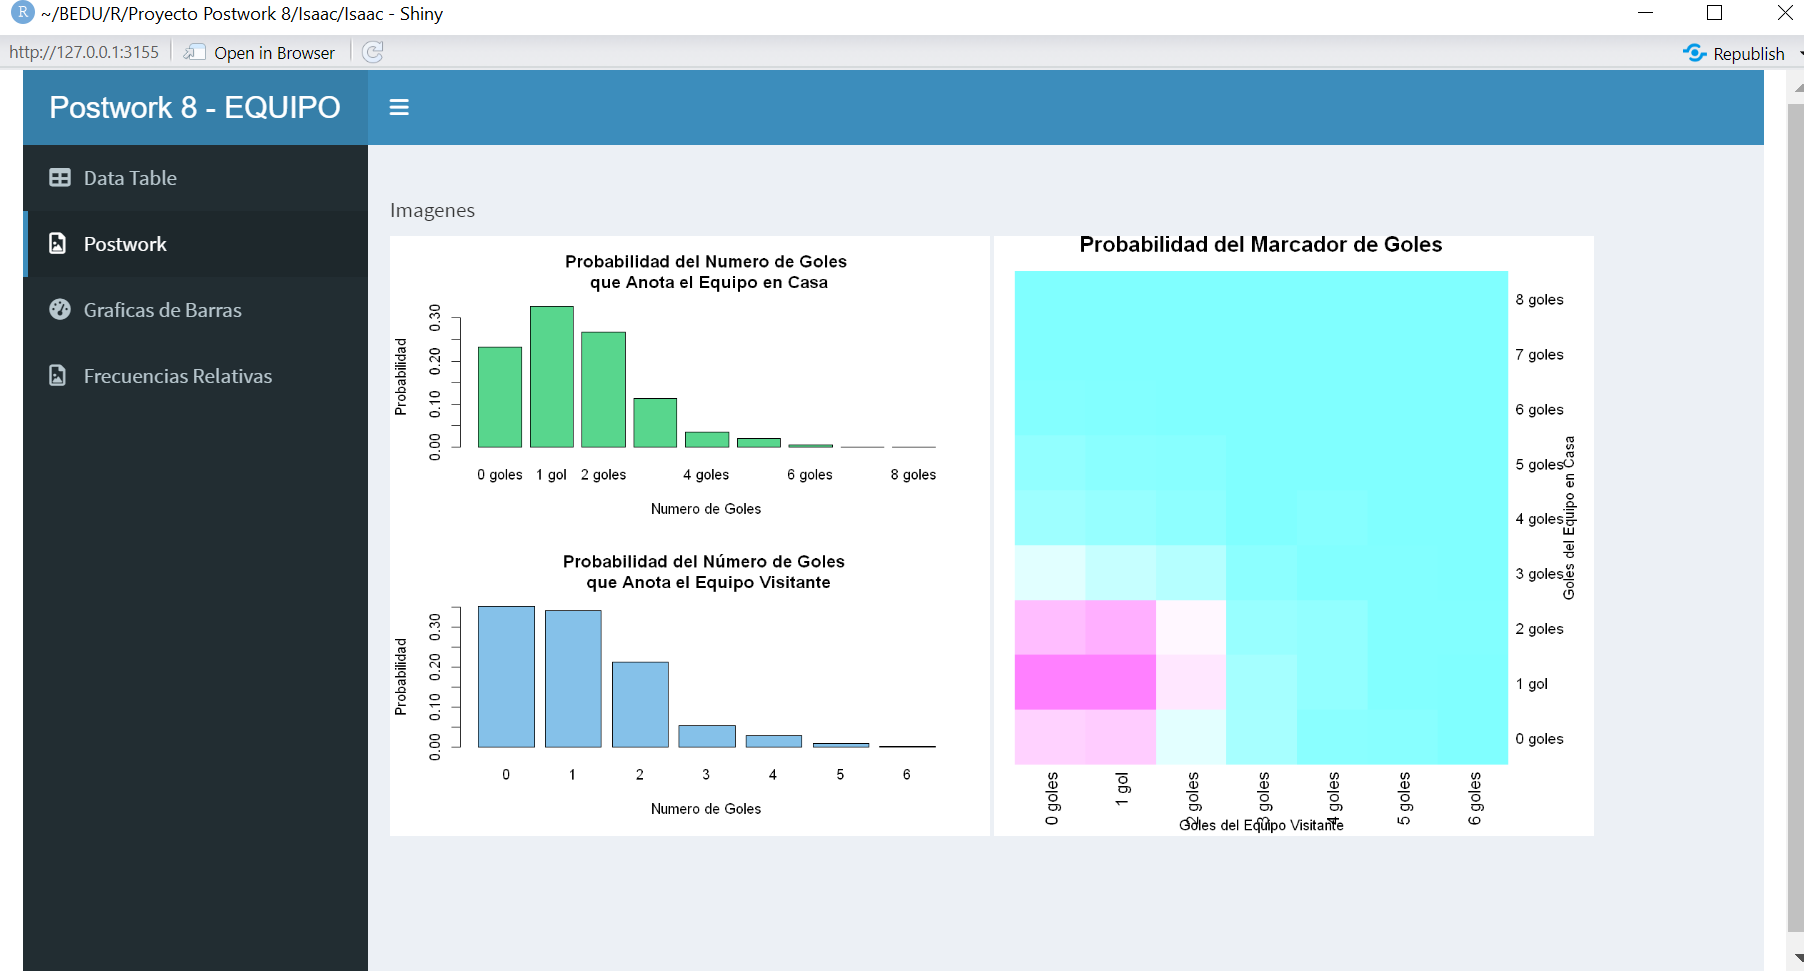 R ~/BEDU/R/Proyecto Postwork 8/Isaac/Isaac - Shiny
http://127.0.0.1:3155 Open in Browser Republish
Postwork 8 - EQUIPO
Data Table
Postwork
Graficas de Barras
Frecuencias Relativas
Imagenes
Probabilidad del Numero de Goles
que Anota el Equipo en Casa
Probabilidad
0.00 0.10 0.20 0.30
0 goles 1 gol 2 goles 4 goles 6 goles 8 goles
Numero de Goles
Probabilidad del Número de Goles
que Anota el Equipo Visitante
Probabilidad
0.00 0.10 0.20 0.30
0 1 2 3 4 5 6
Numero de Goles
Probabilidad del Marcador de Goles
8 goles
7 goles
6 goles
5 goles
4 goles
3 goles
2 goles
1 gol
0 goles
Goles del Equipo en Casa
0 goles 1 gol 2 goles 3 goles 4 goles 5 goles 6 goles
Goles del Equipo Visitante